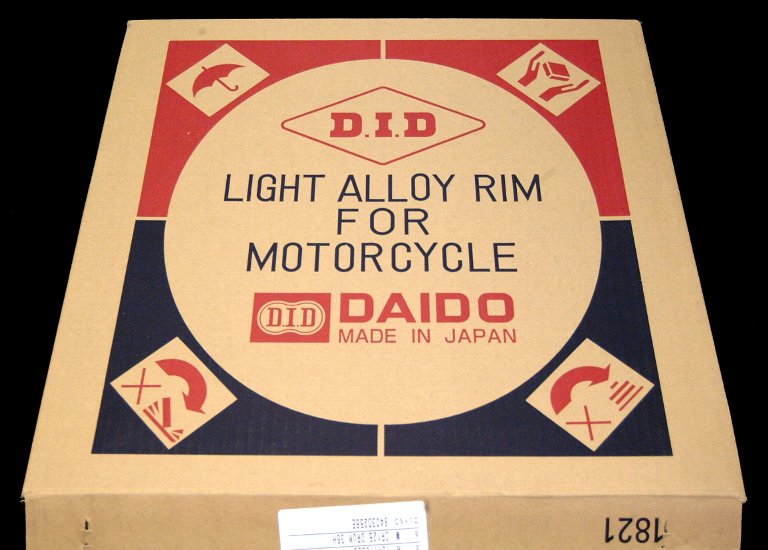 D.I.D
LIGHT ALLOY RIM
FOR
MOTORCYCLE
D.I.D DAIDO
MADE IN JAPAN
1821